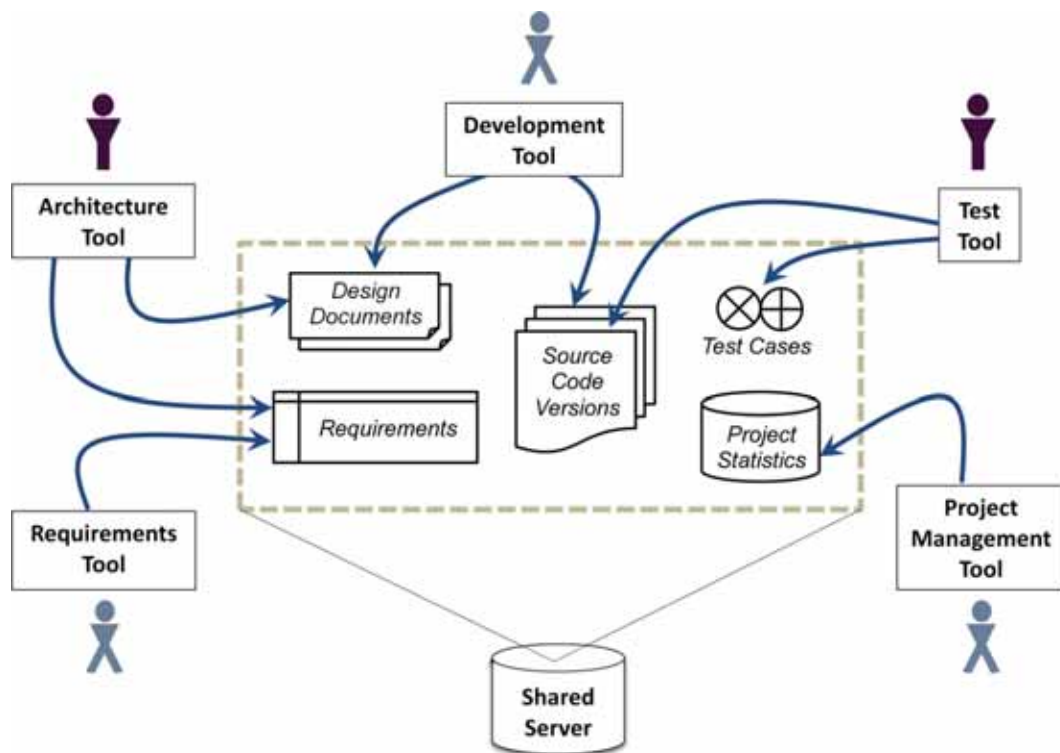 Development
Tool
Architecture
Tool
Test
Tool
Design
Documents
Source
Code
Versions
Test Cases
Requirements
Project
Statistics
Requirements
Tool
Project
Management
Tool
Shared
Server